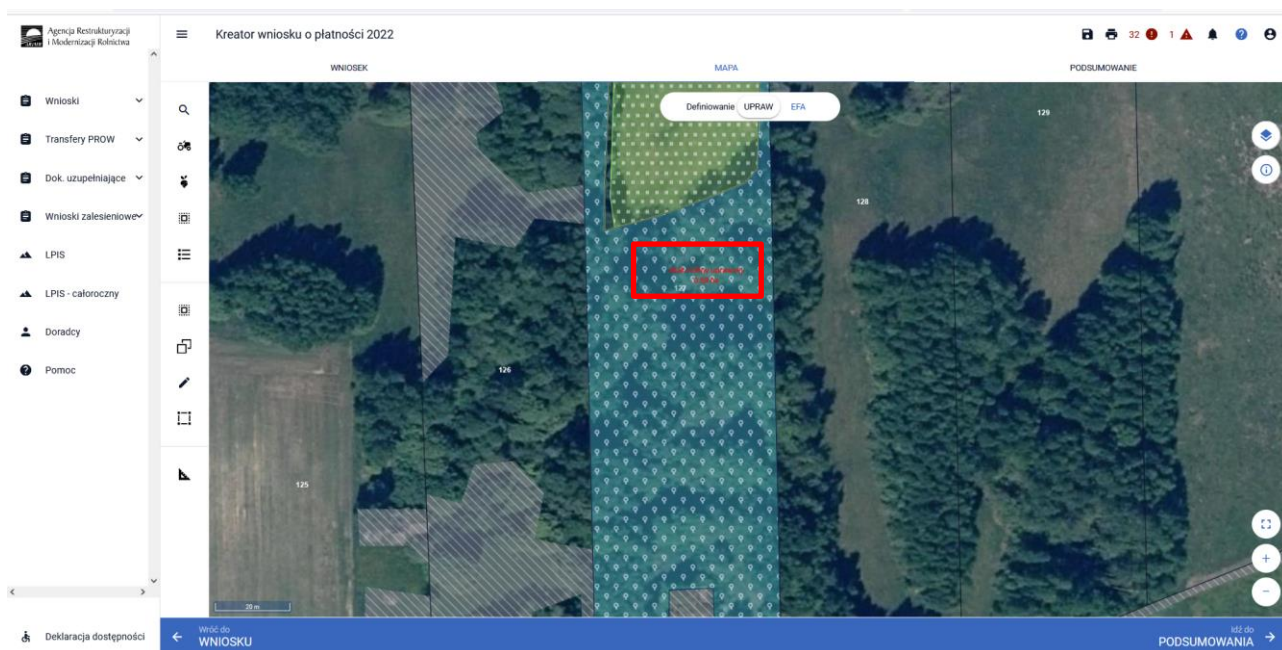 Agencja Restrukturyzacji
i Modernizacji Rolnictwa
Kreator wniosku o płatności 2022
32
1
WNIOSEK
MAPA
PODSUMOWANIE
Wnioski
Transfery PROW
Dok. uzupełniające
Wnioski zalesieniowe
LPIS
LPIS - całoroczny
Doradcy
Pomoc
Deklaracja dostępności
Definiowanie
UPRAW
EFA
129
128
127
126
125
20 m
Wróć do
WNIOSKU
Idź do
PODSUMOWANIA